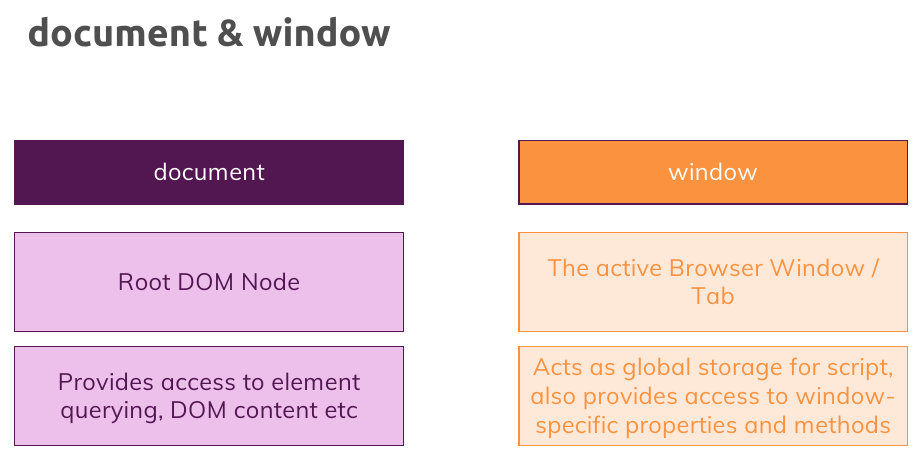 document & window
document
window
Root DOM Node
The active Browser Window /
Tab
Provides access to element
querying, DOM content etc
Acts as global storage for script,
also provides access to window-
specific properties and methods